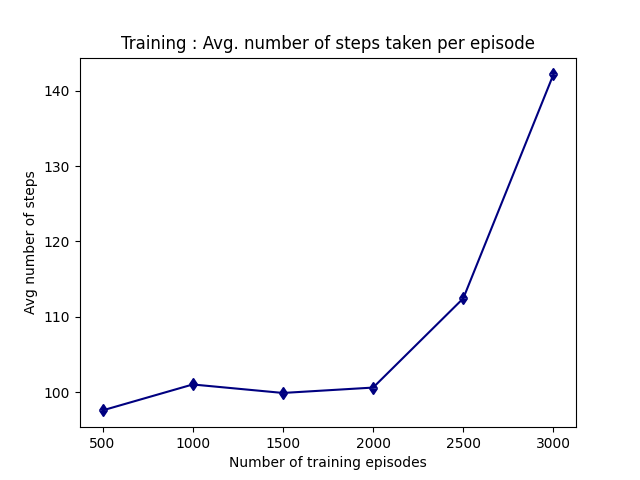 Training : Avg. number of steps taken per episode
Avg number of steps
140
130
120
110
100
500 1000 1500 2000 2500 3000
Number of training episodes